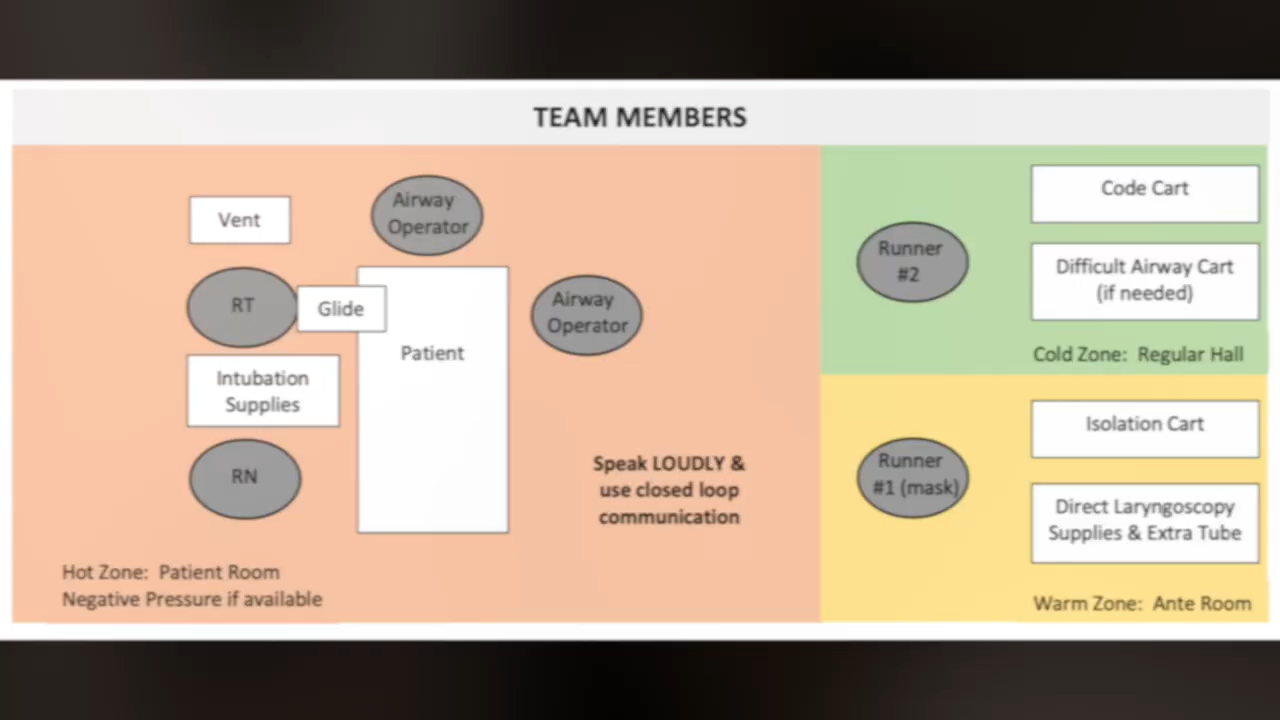 TEAM MEMBERS
Vent
Airway
Operator
RT
Glide
Airway
Operator
Patient
Intubation
Supplies
RN
Speak LOUDLY &
use closed loop
communication
Hot Zone: Patient Room
Negative Pressure if available
Runner
#2
Code Cart
Difficult Airway Cart
(if needed)
Cold Zone: Regular Hall
Runner
#1 (mask)
Isolation Cart
Direct Laryngoscopy
Supplies & Extra Tube
Warm Zone: Ante Room